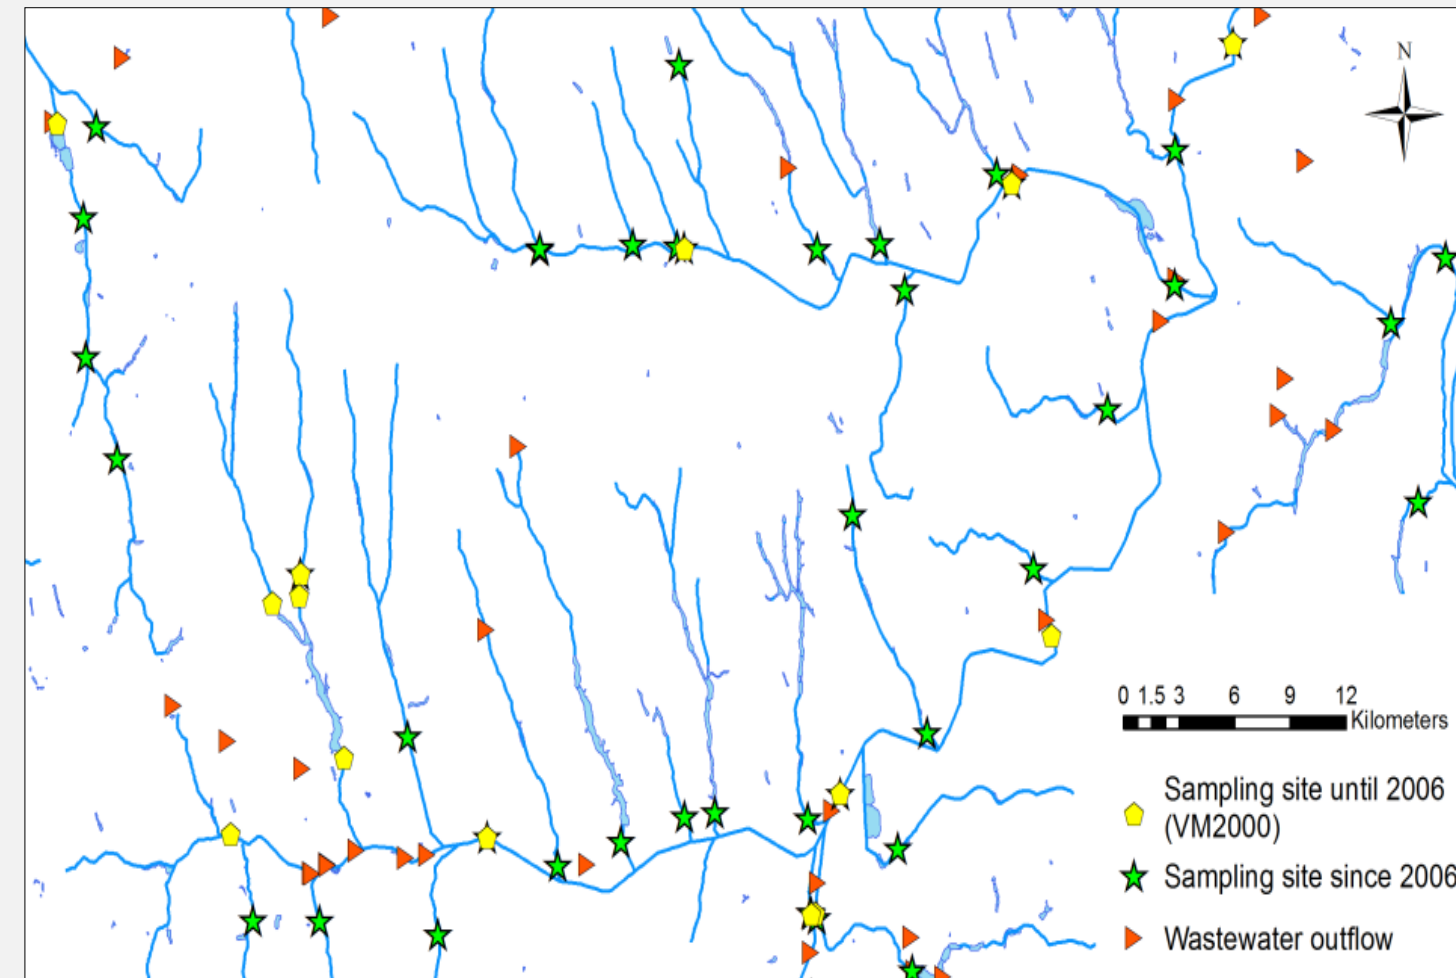 N
0 1.5 3 6 9 12
Kilometers
Sampling site until 2006
(VM2000)
Sampling site since 2006
Wastewater outflow